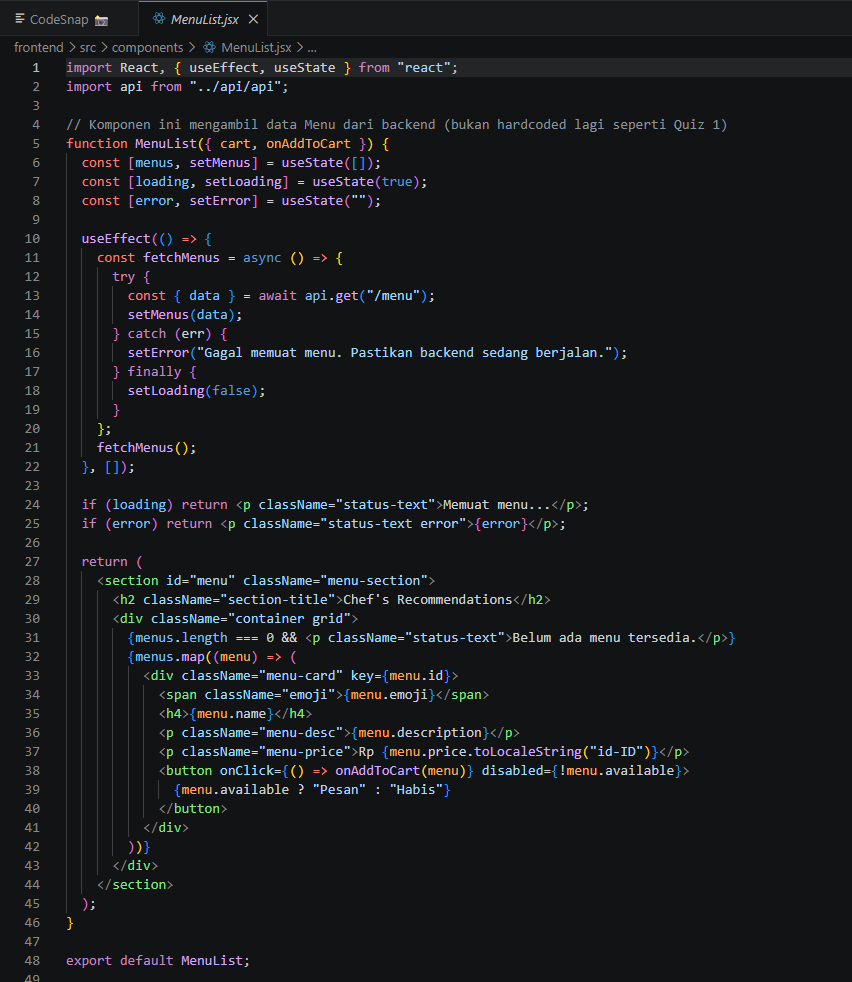 CodeSnap 📸 MenuList.jsx ×
frontend > src > components > MenuList.jsx > ...
1 import React, { useEffect, useState } from "react";
2 import api from "../api/api";
3
4 // Komponen ini mengambil data Menu dari backend (bukan hardcoded lagi seperti Quiz 1)
5 function MenuList({ cart, onAddToCart }) {
6   const [menus, setMenus] = useState([]);
7   const [loading, setLoading] = useState(true);
8   const [error, setError] = useState("");
9
10   useEffect(() => {
11     const fetchMenus = async () => {
12       try {
13         const { data } = await api.get("/menu");
14         setMenus(data);
15       } catch (err) {
16         setError("Gagal memuat menu. Pastikan backend sedang berjalan.");
17       } finally {
18         setLoading(false);
19       }
20     };
21     fetchMenus();
22   }, []);
23
24   if (loading) return <p className="status-text">Memuat menu...</p>;
25   if (error) return <p className="status-text error">{error}</p>;
26
27   return (
28     <section id="menu" className="menu-section">
29       <h2 className="section-title">Chef's Recommendations</h2>
30       <div className="container grid">
31         {menus.length === 0 && <p className="status-text">Belum ada menu tersedia.</p>}
32         {menus.map((menu) => (
33           <div className="menu-card" key={menu.id}>
34             <span className="emoji">{menu.emoji}</span>
35             <h4>{menu.name}</h4>
36             <p className="menu-desc">{menu.description}</p>
37             <p className="menu-price">Rp {menu.price.toLocaleString("id-ID")}</p>
38             <button onClick={() => onAddToCart(menu)} disabled={!menu.available}>
39               {menu.available ? "Pesan" : "Habis"}
40             </button>
41           </div>
42         ))}
43       </div>
44     </section>
45   );
46 }
47
48 export default MenuList;
49